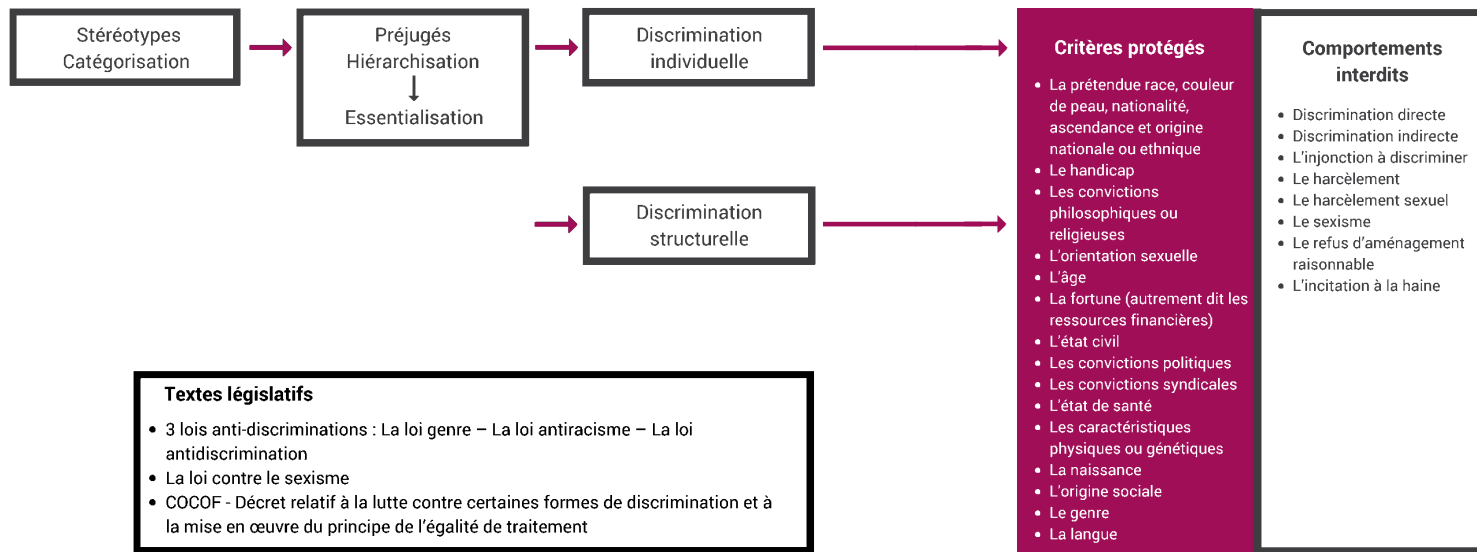 Stéréotypes
Catégorisation
Préjugés
Hiérarchisation
Essentialisation
Discrimination
individuelle
Discrimination
structurelle
Critères protégés
• La prétendue race, couleur
de peau, nationalité,
ascendance et origine
nationale ou ethnique
• Le handicap
• Les convictions
philosophiques ou
religieuses
• L'orientation sexuelle
• L'âge
• La fortune (autrement dit les
ressources financières)
• L'état civil
• Les convictions politiques
• Les convictions syndicales
• L'état de santé
• Les caractéristiques
physiques ou génétiques
• La naissance
• L'origine sociale
• Le genre
• La langue
Comportements
interdits
• Discrimination directe
• Discrimination indirecte
• L'injonction à discriminer
• Le harcèlement
• Le harcèlement sexuel
• Le sexisme
• Le refus d'aménagement
raisonnable
• L'incitation à la haine
Textes législatifs
• 3 lois anti-discriminations : La loi genre – La loi antiracisme – La loi
antidiscrimination
• La loi contre le sexisme
• COCOF - Décret relatif à la lutte contre certaines formes de discrimination et à
la mise en œuvre du principe de l'égalité de traitement